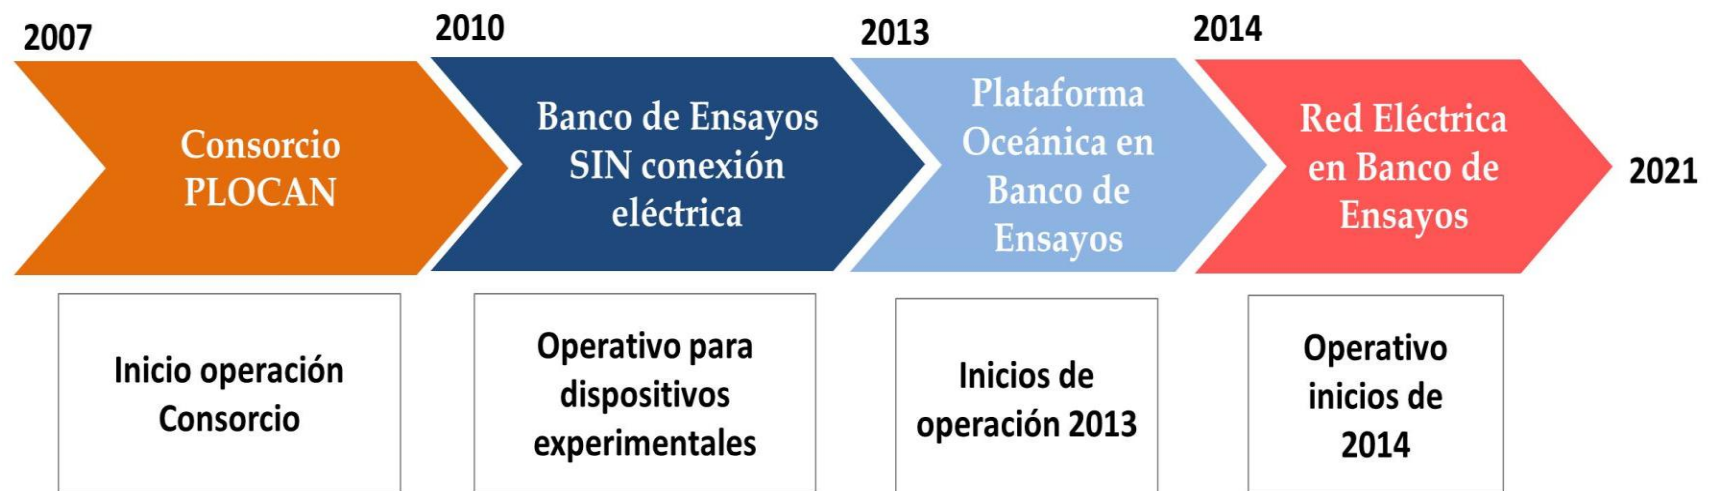 2007
2010
2013
2014
Consorcio
PLOCAN
Banco de Ensayos
SIN conexión
eléctrica
Plataforma
Oceánica en
Banco de
Ensayos
Red Eléctrica
en Banco de
Ensayos
2021
Inicio operación
Consorcio
Operativo para
dispositivos
experimentales
Inicios de
operación 2013
Operativo
inicios de
2014